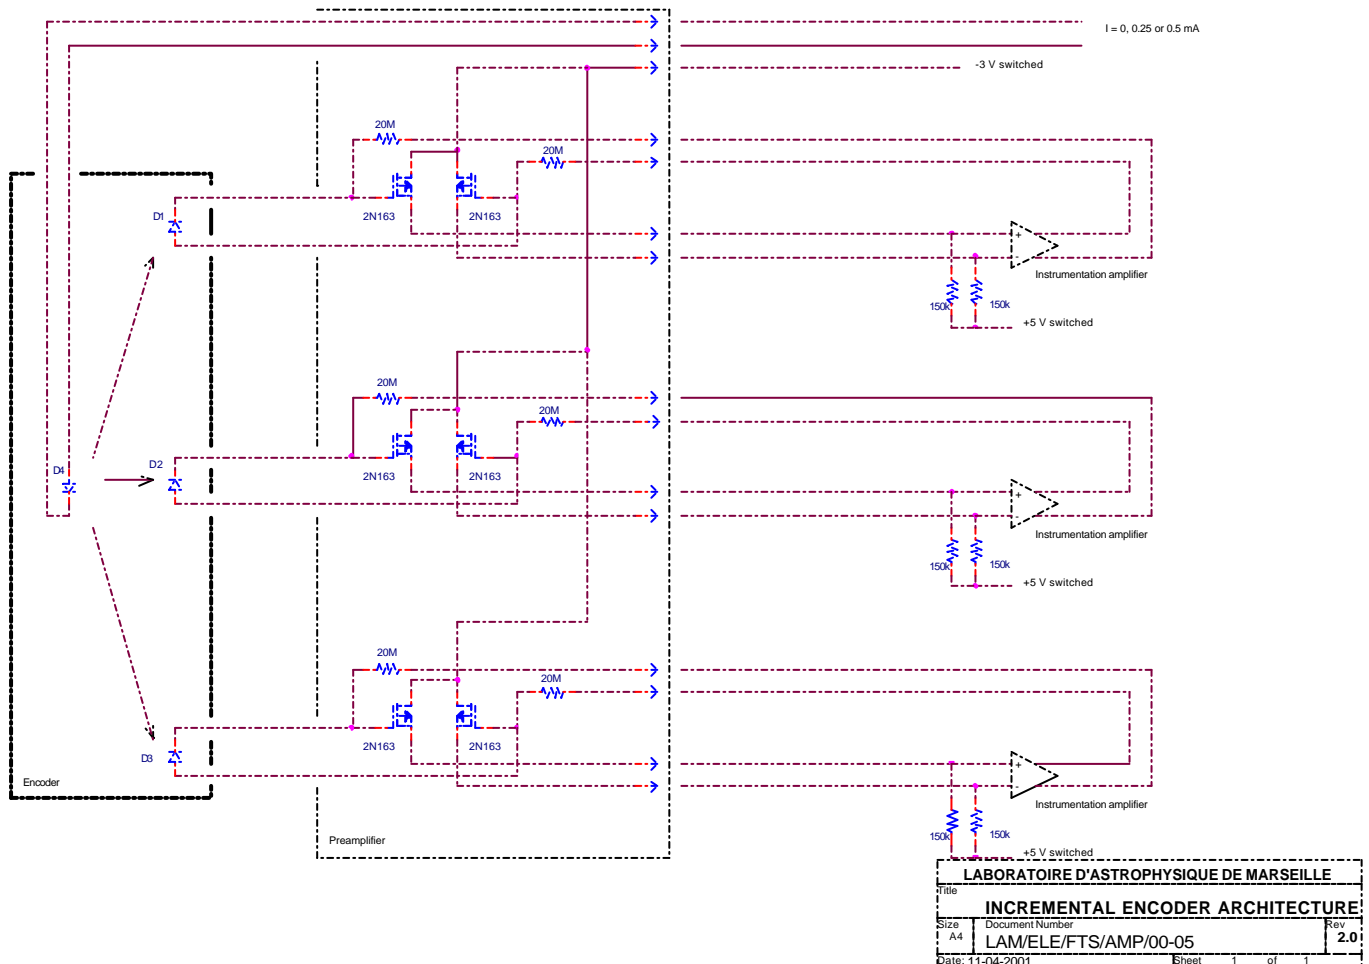 I = 0, 0.25 or 0.5 mA
-3 V switched
20M
20M
2N163
2N163
D1
+
-
Instrumentation amplifier
150k
150k
+5 V switched
20M
20M
D4
D2
2N163
2N163
+
-
Instrumentation amplifier
150k
150k
+5 V switched
20M
20M
2N163
2N163
D3
+
-
Instrumentation amplifier
150k
150k
+5 V switched
Encoder
Preamplifier
LABORATOIRE D'ASTROPHYSIQUE DE MARSEILLE
Title
INCREMENTAL ENCODER ARCHITECTURE
Size
A4
Document Number
LAM/ELE/FTS/AMP/00-05
Rev
2.0
Date: 11-04-2001
Sheet 1 of 1